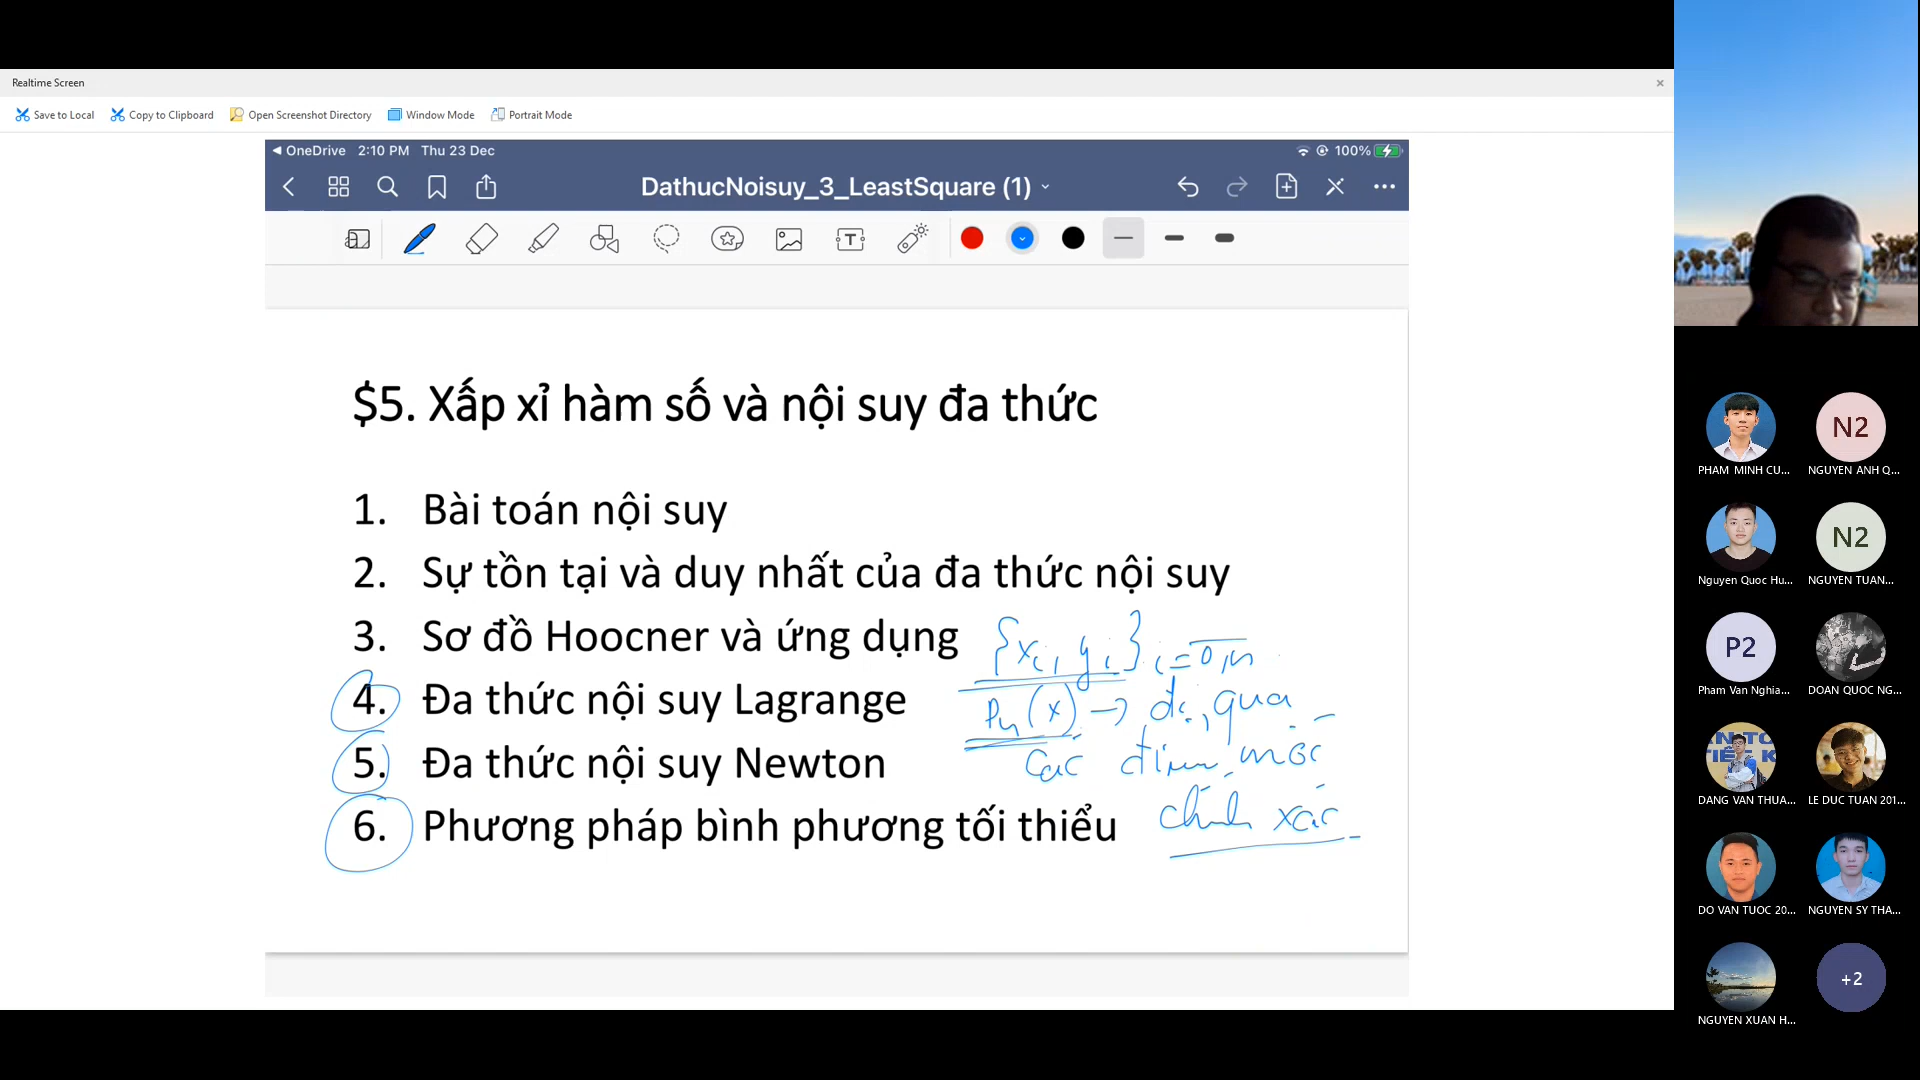 Realtime Screen
Save to Local Copy to Clipboard Open Screenshot Directory Window Mode Portrait Mode
OneDrive 2:10 PM Thu 23 Dec 100%
DathucNoisuy_3_LeastSquare (1)
$5. Xấp xỉ hàm số và nội suy đa thức
1. Bài toán nội suy
2. Sự tồn tại và duy nhất của đa thức nội suy
3. Sơ đồ Hoocner và ứng dụng
{xi, yi} i=0,n
4. Đa thức nội suy Lagrange
Pn(x) → đi qua
5. Đa thức nội suy Newton
các điểm mốc
6. Phương pháp bình phương tối thiểu
chính xác
N2
PHAM MINH CU... NGUYEN ANH Q...
N2
Nguyen Quoc Hu... NGUYEN TUAN...
P2
Pham Van Nghia... DOAN QUOC NG...
DANG VAN THUA... LE DUC TUAN 201...
DO VAN TUOC 20... NGUYEN SY THA...
+2
NGUYEN XUAN H...